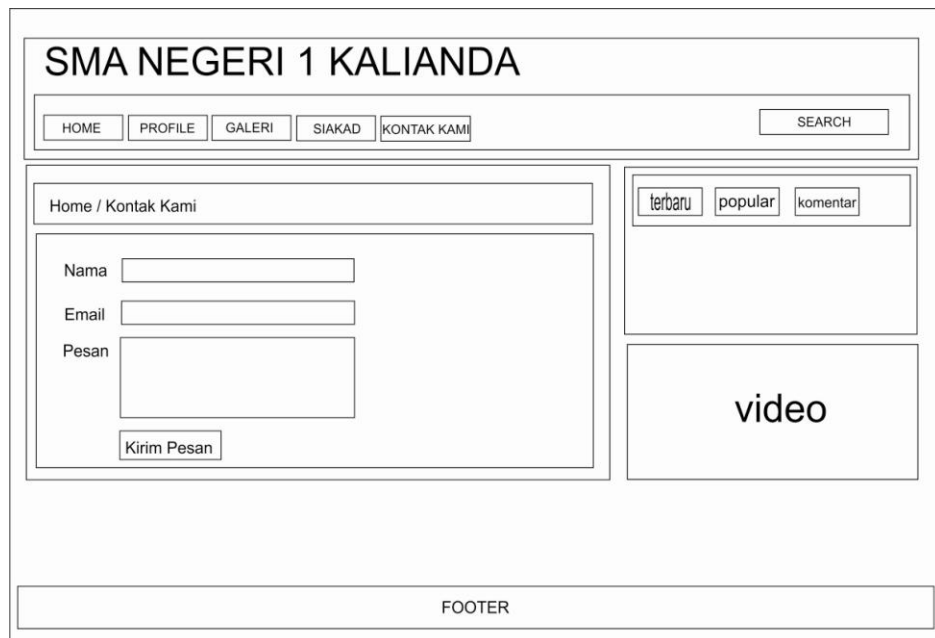 SMA NEGERI 1 KALIANDA
HOME PROFILE GALERI SIAKAD KONTAK KAMI SEARCH
Home / Kontak Kami
Nama
Email
Pesan
Kirim Pesan
terbaru popular komentar
video
FOOTER